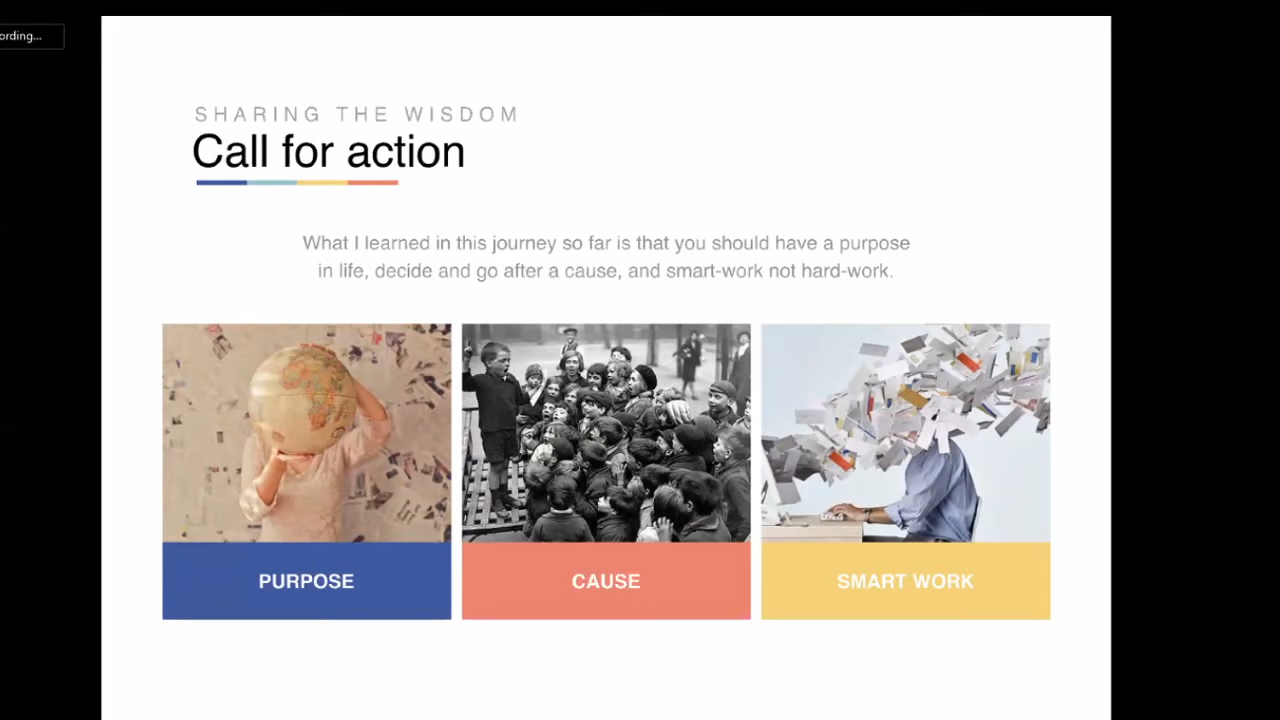 ording...
SHARING THE WISDOM
Call for action
What I learned in this journey so far is that you should have a purpose
in life, decide and go after a cause, and smart-work not hard-work.
PURPOSE
CAUSE
SMART WORK